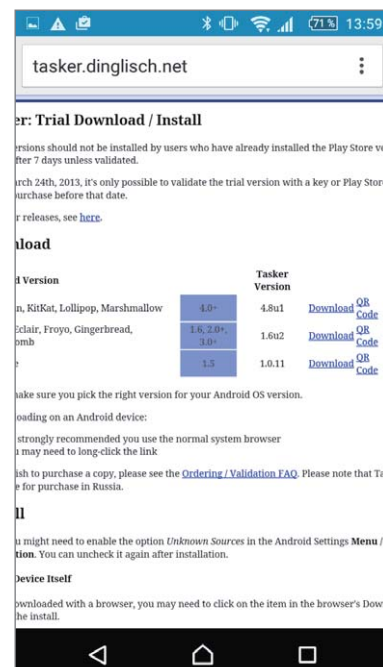 71 % 13:59
tasker.dinglisch.net
er: Trial Download / Install
ersions should not be installed by users who have already installed the Play Store ve
fter 7 days unless validated.
rch 24th, 2013, it's only possible to validate the trial version with a key or Play Store
urchase before that date.
r releases, see here.
nload
d Version Tasker Version
n, KitKat, Lollipop, Marshmallow 4.0+ 4.8u1 Download QR Code
Eclair, Froyo, Gingerbread,
omb 1.6, 2.0+, 3.0+ 1.6u2 Download QR Code
e 1.5 1.0.11 Download QR Code
ake sure you pick the right version for your Android OS version.
oading on an Android device:
strongly recommended you use the normal system browser
u may need to long-click the link
ish to purchase a copy, please see the Ordering / Validation FAQ. Please note that Ta
e for purchase in Russia.
ll
u might need to enable the option Unknown Sources in the Android Settings Menu /
tion. You can uncheck it again after installation.
Device Itself
ownloaded with a browser, you may need to click on the item in the browser's Dow
he install.